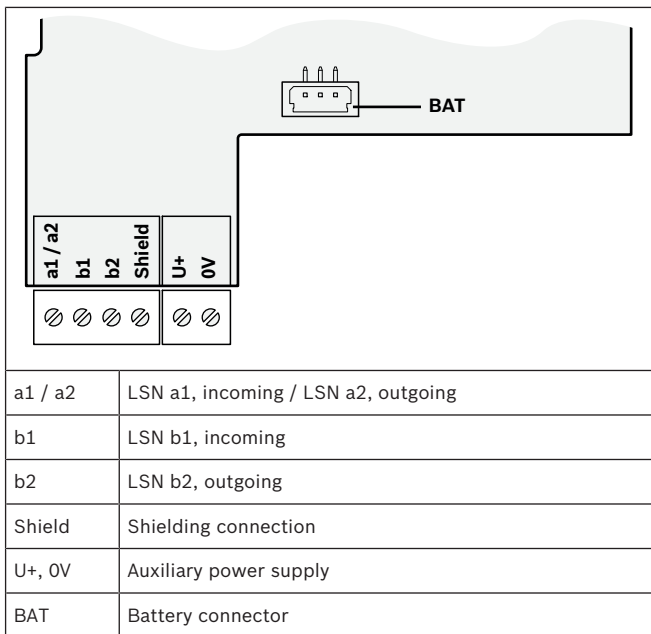 BAT
a1 / a2
b1
b2
Shield
U+
0V
a1 / a2 LSN a1, incoming / LSN a2, outgoing
b1 LSN b1, incoming
b2 LSN b2, outgoing
Shield Shielding connection
U+, 0V Auxiliary power supply
BAT Battery connector